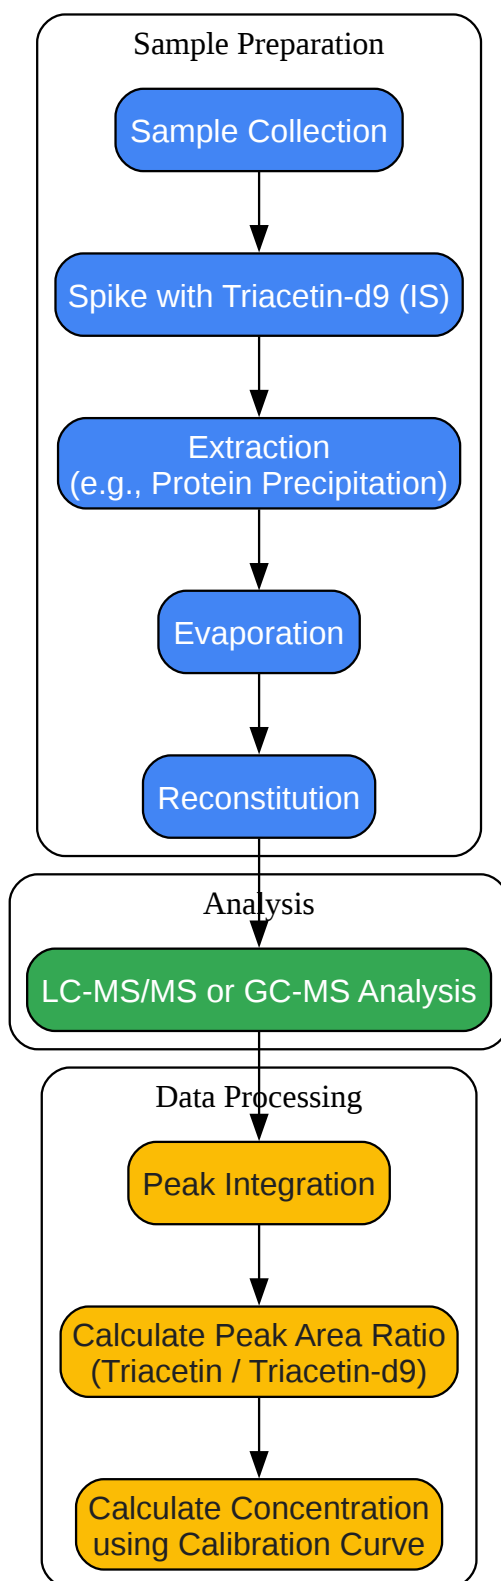 Sample Preparation
Sample Collection
Spike with Triacetin-d9 (IS)
Extraction
(e.g., Protein Precipitation)
Evaporation
Reconstitution
Analysis
LC-MS/MS or GC-MS Analysis
Data Processing
Peak Integration
Calculate Peak Area Ratio
(Triacetin / Triacetin-d9)
Calculate Concentration
using Calibration Curve